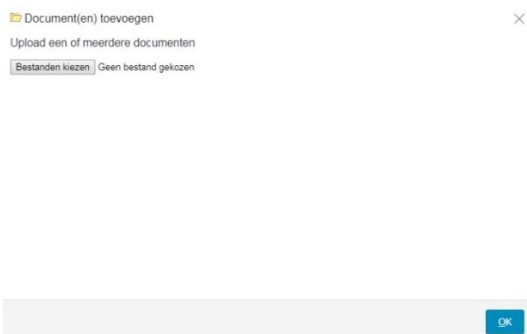 Document(en) toevoegen
Upload een of meerdere documenten
Bestanden kiezen Geen bestand gekozen
OK